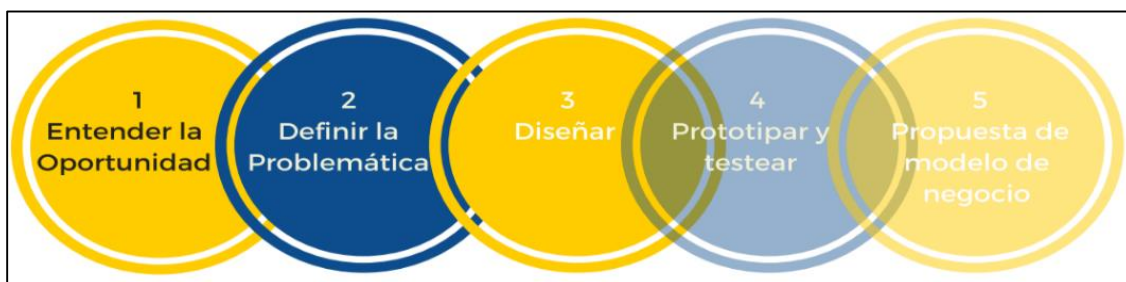 1
Entender la
Oportunidad
2
Definir la
Problemática
3
Diseñar
4
Prototipar y
testear
5
Propuesta de
modelo de
negocio